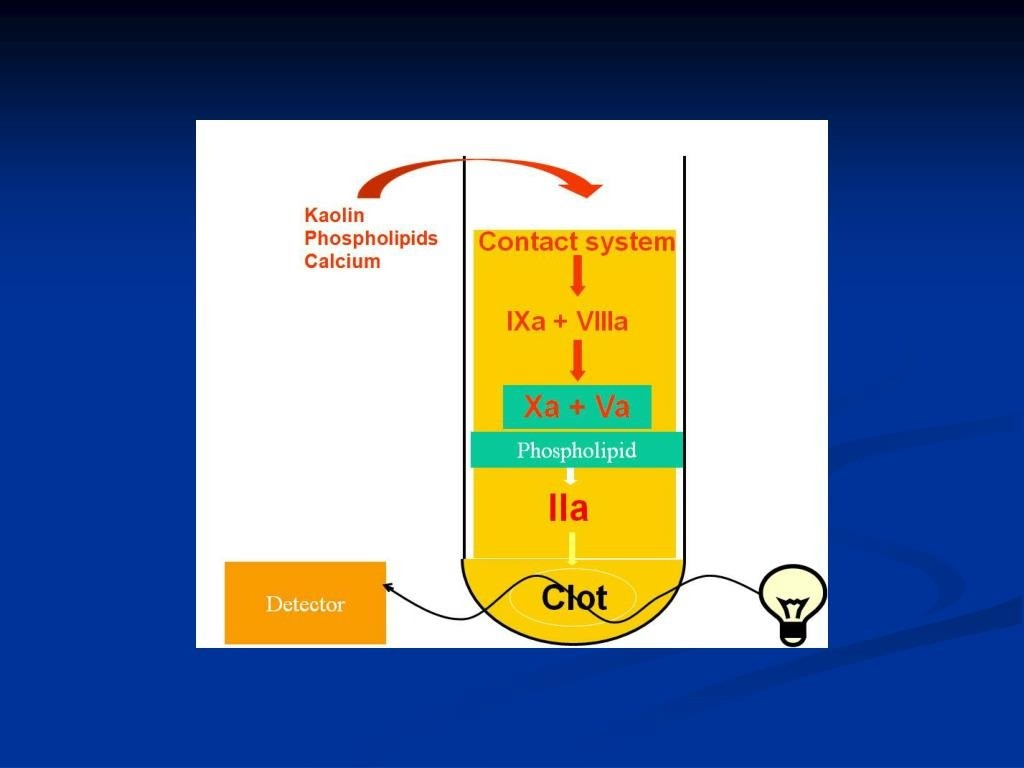 Kaolin
Phospholipids
Calcium
Contact system
IXa + VIIIa
Xa + Va
Phospholipid
IIa
Clot
Detector